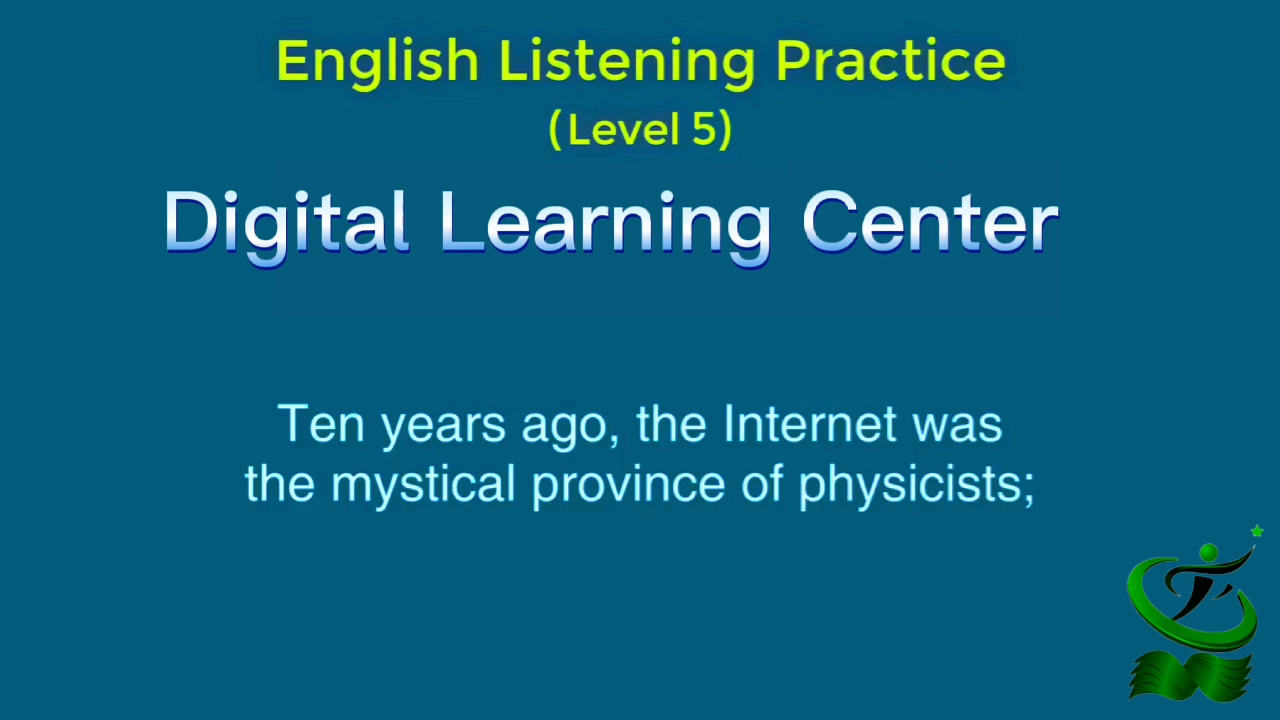 English Listening Practice
(Level 5)
Digital Learning Center
Ten years ago, the Internet was
the mystical province of physicists;